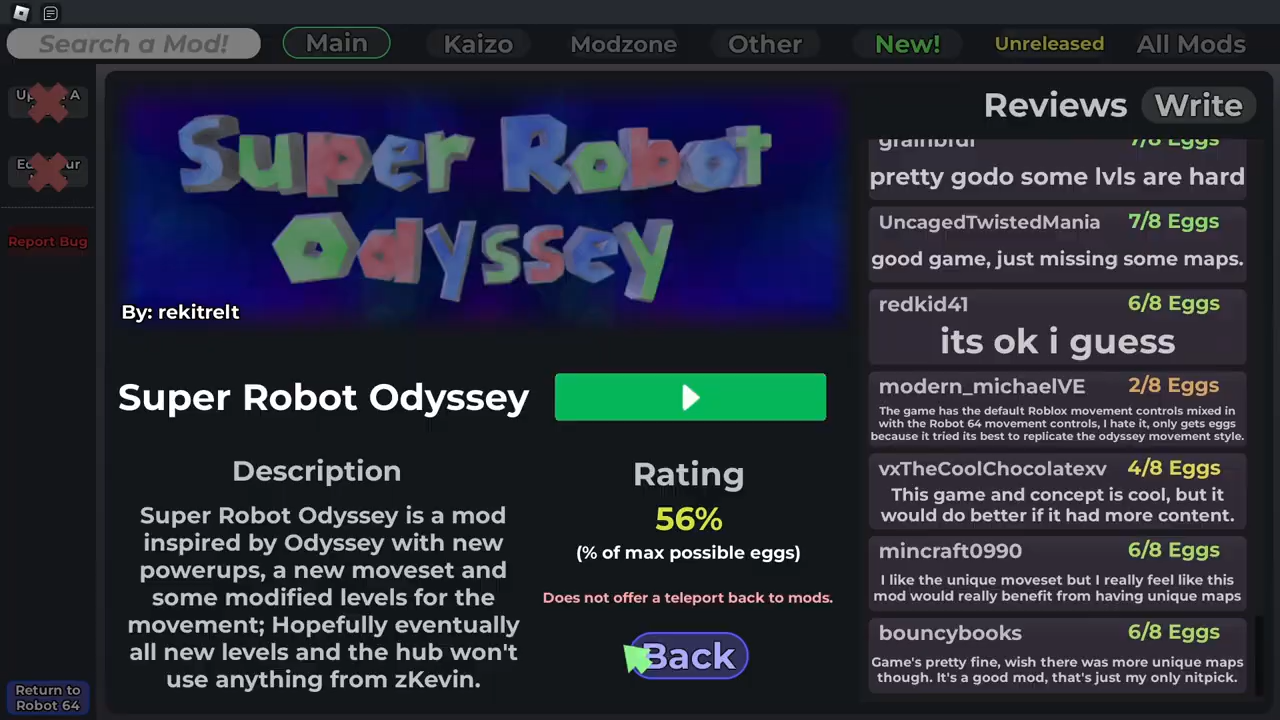 Search a Mod!
Main
Kaizo
Modzone
Other
New!
Unreleased
All Mods
Report Bug
Return to
Robot 64
Super Robot
Odyssey
By: rekitrelt
Super Robot Odyssey
Description
Super Robot Odyssey is a mod
inspired by Odyssey with new
powerups, a new moveset and
some modified levels for the
movement; Hopefully eventually
all new levels and the hub won't
use anything from zKevin.
Rating
56%
(% of max possible eggs)
Does not offer a teleport back to mods.
Back
Reviews
Write
7/8 Eggs
pretty godo some lvls are hard
UncagedTwistedMania 7/8 Eggs
good game, just missing some maps.
redkid41 6/8 Eggs
its ok i guess
modern_michaelVE 2/8 Eggs
The game has the default Roblox movement controls mixed in
with the Robot 64 movement controls, I hate it, only gets eggs
because it tried its best to replicate the odyssey movement style.
vxTheCoolChocolatexv 4/8 Eggs
This game and concept is cool, but it
would do better if it had more content.
mincraft0990 6/8 Eggs
I like the unique moveset but I really feel like this
mod would really benefit from having unique maps
bouncybooks 6/8 Eggs
Game's pretty fine, wish there was more unique maps
though. It's a good mod, that's just my only nitpick.